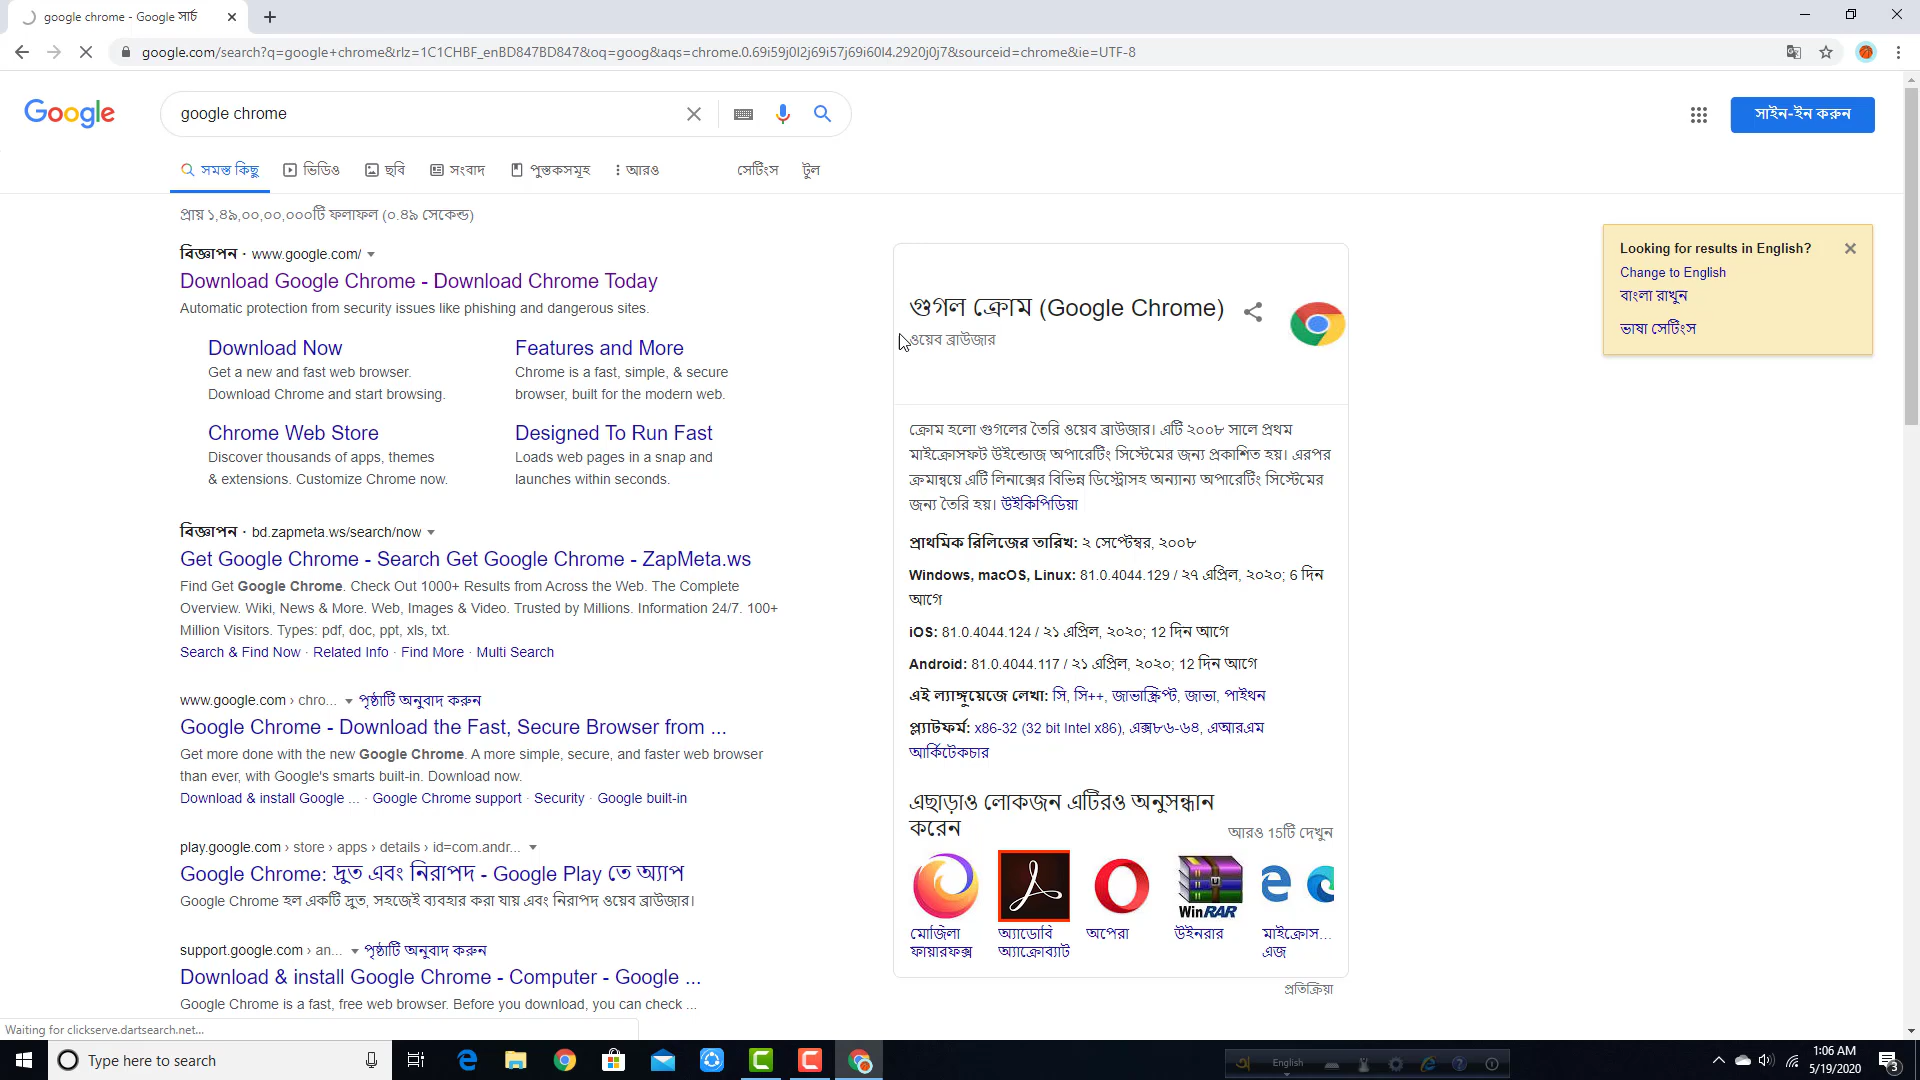 google chrome - Google সার্চ
google.com/search?q=google+chrome&rlz=1C1CHBF_enBD847BD847&oq=goog&aqs=chrome.0.69i59j0l2j69i57j69i60l4.2920j0j7&sourceid=chrome&ie=UTF-8
Google
google chrome
সাইন-ইন করুন
সমস্ত কিছু
ভিডিও
ছবি
সংবাদ
পুস্তকসমূহ
আরও
সেটিংস
টুল
প্রায় ১,৪৯,০০,০০,০০০টি ফলাফল (০.৪৯ সেকেন্ড)
বিজ্ঞাপন · www.google.com/
Download Google Chrome - Download Chrome Today
Automatic protection from security issues like phishing and dangerous sites.
Download Now
Get a new and fast web browser.
Download Chrome and start browsing.
Features and More
Chrome is a fast, simple, & secure
browser, built for the modern web.
Chrome Web Store
Discover thousands of apps, themes
& extensions. Customize Chrome now.
Designed To Run Fast
Loads web pages in a snap and
launches within seconds.
বিজ্ঞাপন · bd.zapmeta.ws/search/now
Get Google Chrome - Search Get Google Chrome - ZapMeta.ws
Find Get Google Chrome. Check Out 1000+ Results from Across the Web. The Complete
Overview. Wiki, News & More. Web, Images & Video. Trusted by Millions. Information 24/7. 100+
Million Visitors. Types: pdf, doc, ppt, xls, txt.
Search & Find Now · Related Info · Find More · Multi Search
www.google.com › chro... পৃষ্ঠাটি অনুবাদ করুন
Google Chrome - Download the Fast, Secure Browser from ...
Get more done with the new Google Chrome. A more simple, secure, and faster web browser
than ever, with Google's smarts built-in. Download now.
Download & install Google ... · Google Chrome support · Security · Google built-in
play.google.com › store › apps › details › id=com.andr...
Google Chrome: দ্রুত এবং নিরাপদ - Google Play তে অ্যাপ
Google Chrome হল একটি দ্রুত, সহজেই ব্যবহার করা যায় এবং নিরাপদ ওয়েব ব্রাউজার।
support.google.com › an... পৃষ্ঠাটি অনুবাদ করুন
Download & install Google Chrome - Computer - Google ...
Google Chrome is a fast, free web browser. Before you download, you can check ...
গুগল ক্রোম (Google Chrome)
ওয়েব ব্রাউজার
ক্রোম হলো গুগলের তৈরি ওয়েব ব্রাউজার। এটি ২০০৮ সালে প্রথম
মাইক্রোসফট উইন্ডোজ অপারেটিং সিস্টেমের জন্য প্রকাশিত হয়। এরপর
ক্রমান্বয়ে এটি লিনাক্সের বিভিন্ন ডিস্ট্রোসহ অন্যান্য অপারেটিং সিস্টেমের
জন্য তৈরি হয়। উইকিপিডিয়া
প্রাথমিক রিলিজের তারিখ: ২ সেপ্টেম্বর, ২০০৮
Windows, macOS, Linux: 81.0.4044.129 / ২৭ এপ্রিল, ২০২০; 6 দিন
আগে
iOS: 81.0.4044.124 / ২১ এপ্রিল, ২০২০; 12 দিন আগে
Android: 81.0.4044.117 / ২১ এপ্রিল, ২০২০; 12 দিন আগে
এই ল্যাঙ্গুয়েজে লেখা: সি, সি++, জাভাস্ক্রিপ্ট, জাভা, পাইথন
প্ল্যাটফর্ম: x86-32 (32 bit Intel x86), এক্স৮৬-৬৪, এআরএম
আর্কিটেকচার
এছাড়াও লোকজন এটিরও অনুসন্ধান
করেন
আরও 15টি দেখুন
WinRAR
মোজিলা
ফায়ারফক্স
অ্যাডোবি
অ্যাক্রোব্যাট
অপেরা
উইনরার
মাইক্রোস...
এজ
প্রতিক্রিয়া
Looking for results in English?
Change to English
বাংলা রাখুন
ভাষা সেটিংস
Waiting for clickserve.dartsearch.net...
Type here to search
English
1:06 AM
5/19/2020
3